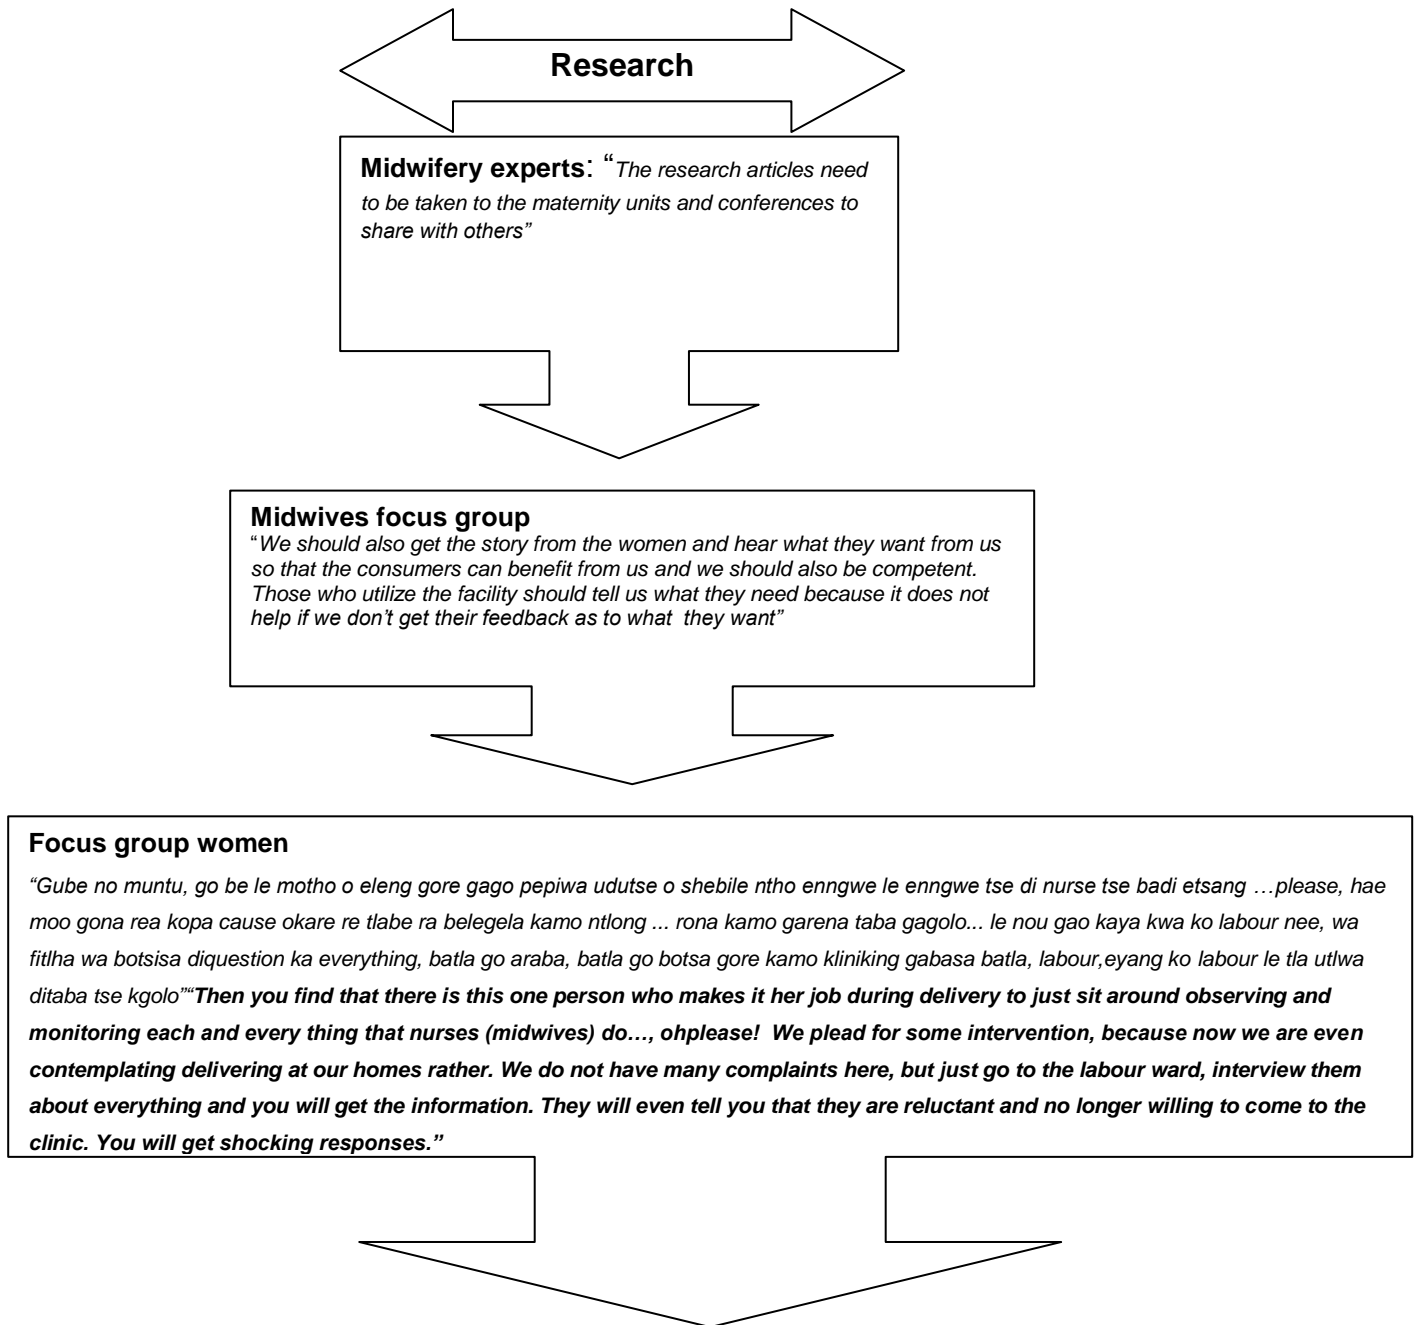 Research
Midwifery experts: “The research articles need
to be taken to the maternity units and conferences to
share with others”
Midwives focus group
“We should also get the story from the women and hear what they want from us
so that the consumers can benefit from us and we should also be competent.
Those who utilize the facility should tell us what they need because it does not
help if we don’t get their feedback as to what they want”
Focus group women
“Gube no muntu, go be le motho o eleng gore gago pepiwa udutse o shebile ntho enngwe le enngwe tse di nurse tse badi etsang …please, hae
moo gona rea kopa cause okare re tlabe ra belegela kamo ntlong ... rona kamo garena taba gagolo... le nou gao kaya kwa ko labour nee, wa
fitlha wa botsisa diquestion ka everything, batla go araba, batla go botsa gore kamo kliniking gabasa batla, labour,eyang ko labour le tla utlwa
ditaba tse kgolo”“Then you find that there is this one person who makes it her job during delivery to just sit around observing and
monitoring each and every thing that nurses (midwives) do…, ohplease! We plead for some intervention, because now we are even
contemplating delivering at our homes rather. We do not have many complaints here, but just go to the labour ward, interview them
about everything and you will get the information. They will even tell you that they are reluctant and no longer willing to come to the
clinic. You will get shocking responses.”